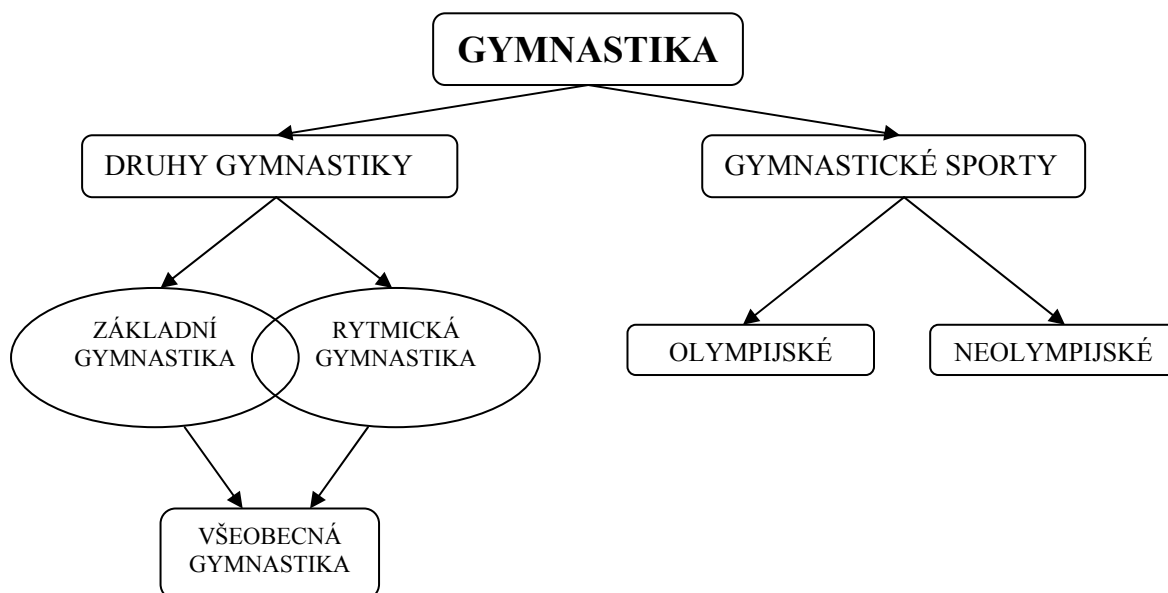 GYMNASTIKA
DRUHY GYMNASTIKY
GYMNASTICKÉ SPORTY
ZÁKLADNÍ
GYMNASTIKA
RYTMICKÁ
GYMNASTIKA
OLYMPIJSKÉ
NEOLYMPIJSKÉ
VŠEOBECNÁ
GYMNASTIKA